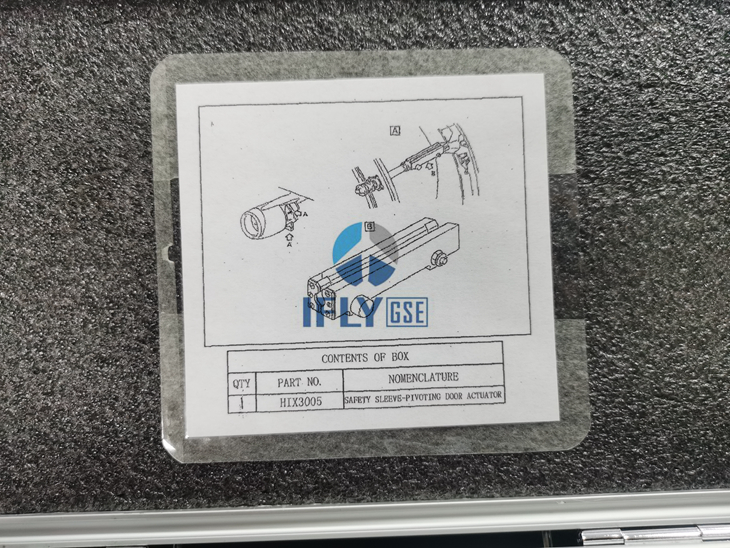 A
A
A
B
B
IFLY GSE
CONTENTS OF BOX
QTY PART NO. NOMENCLATURE
1 HIX3005 SAFETY SLEEVE-PIVOTING DOOR ACTUATOR